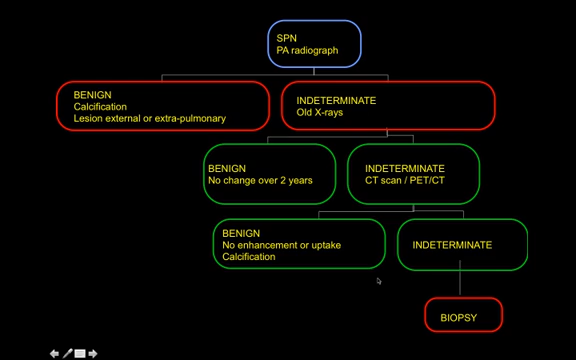 SPN
PA radiograph
BENIGN
Calcification
Lesion external or extra-pulmonary
INDETERMINATE
Old X-rays
BENIGN
No change over 2 years
INDETERMINATE
CT scan / PET/CT
BENIGN
No enhancement or uptake
Calcification
INDETERMINATE
BIOPSY